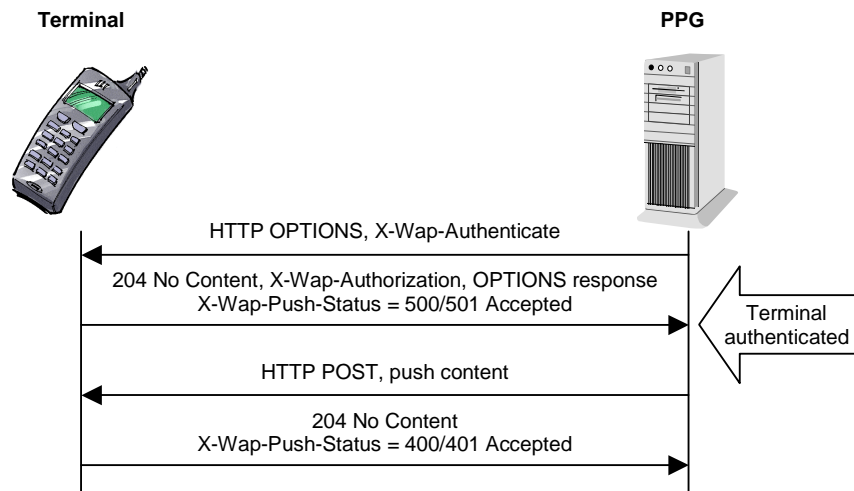 Terminal
PPG
HTTP OPTIONS, X-Wap-Authenticate
204 No Content, X-Wap-Authorization, OPTIONS response
X-Wap-Push-Status = 500/501 Accepted
Terminal
authenticated
HTTP POST, push content
204 No Content
X-Wap-Push-Status = 400/401 Accepted